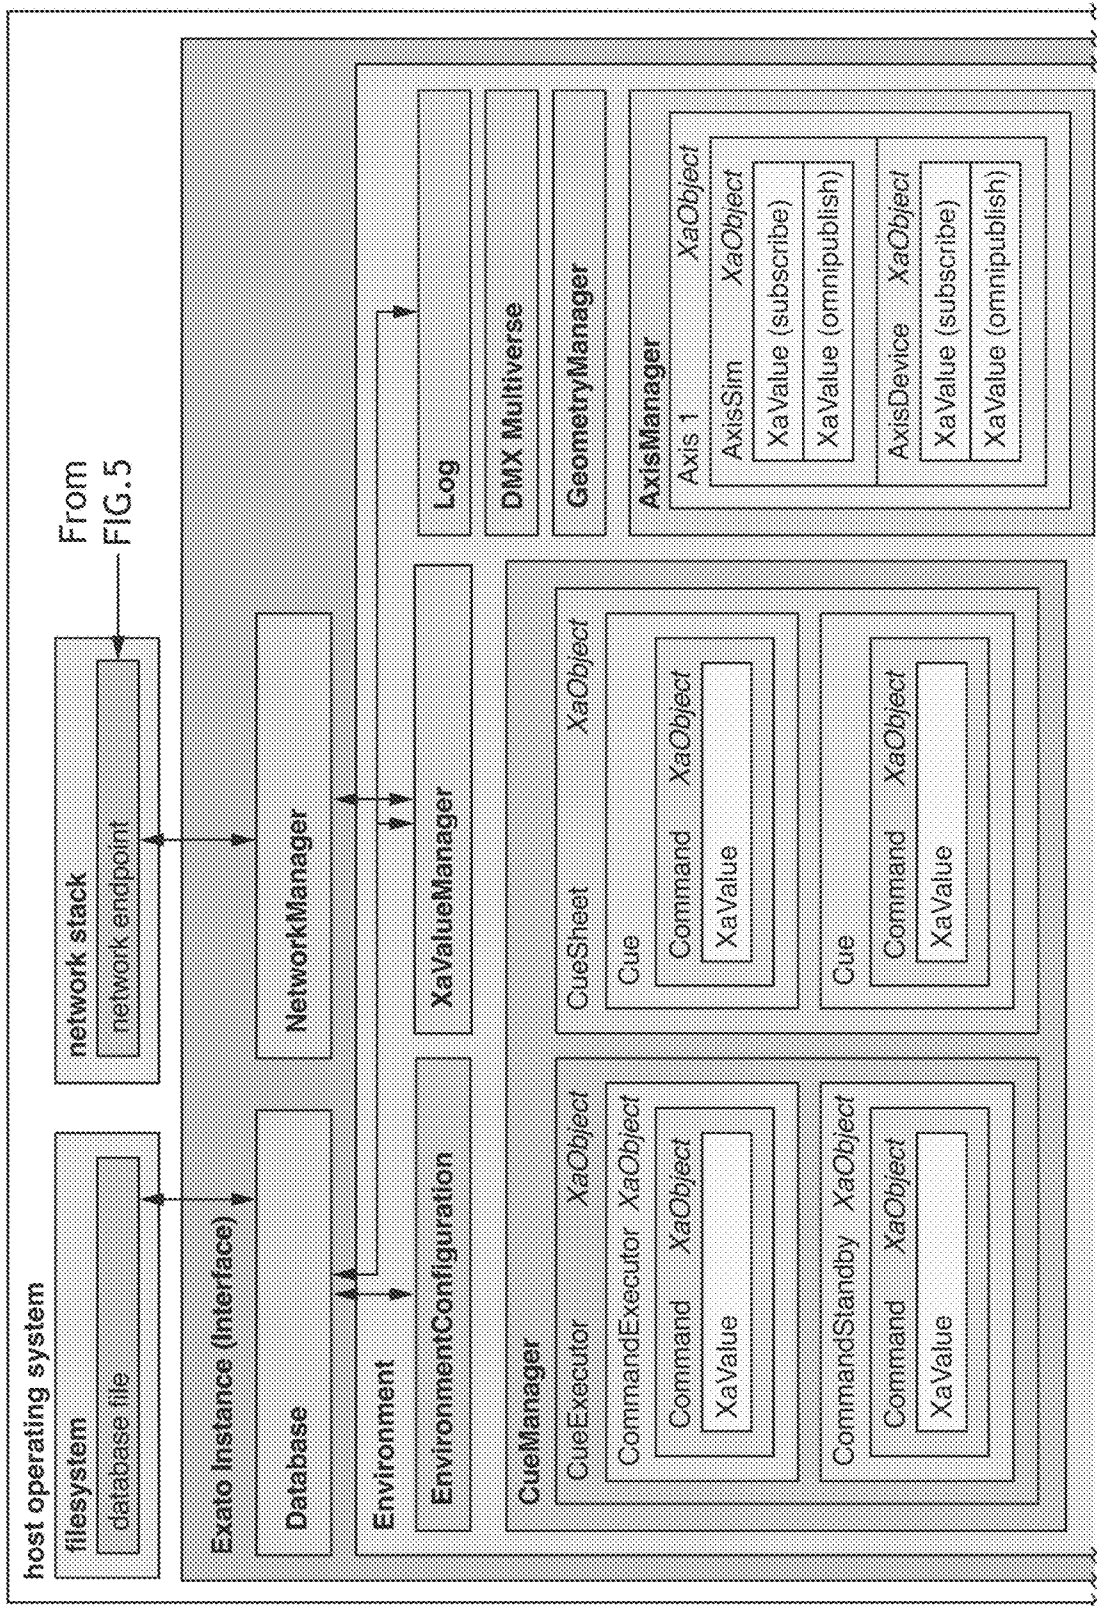 host operating system
filesystem
database file
network stack
network endpoint
From
FIG.5
Exato Instance (Interface)
Database
NetworkManager
Environment
EnvironmentConfiguration
XaValueManager
Log
DMX Multiverse
GeometryManager
CueManager
CueExecutor XaObject
CommandExecutor XaObject
Command XaObject
XaValue
CommandStandby XaObject
Command XaObject
XaValue
CueSheet XaObject
Cue
Command XaObject
XaValue
Cue
Command XaObject
XaValue
AxisManager
Axis 1 XaObject
AxisSim XaObject
XaValue (subscribe)
XaValue (omnipublish)
AxisDevice XaObject
XaValue (subscribe)
XaValue (omnipublish)